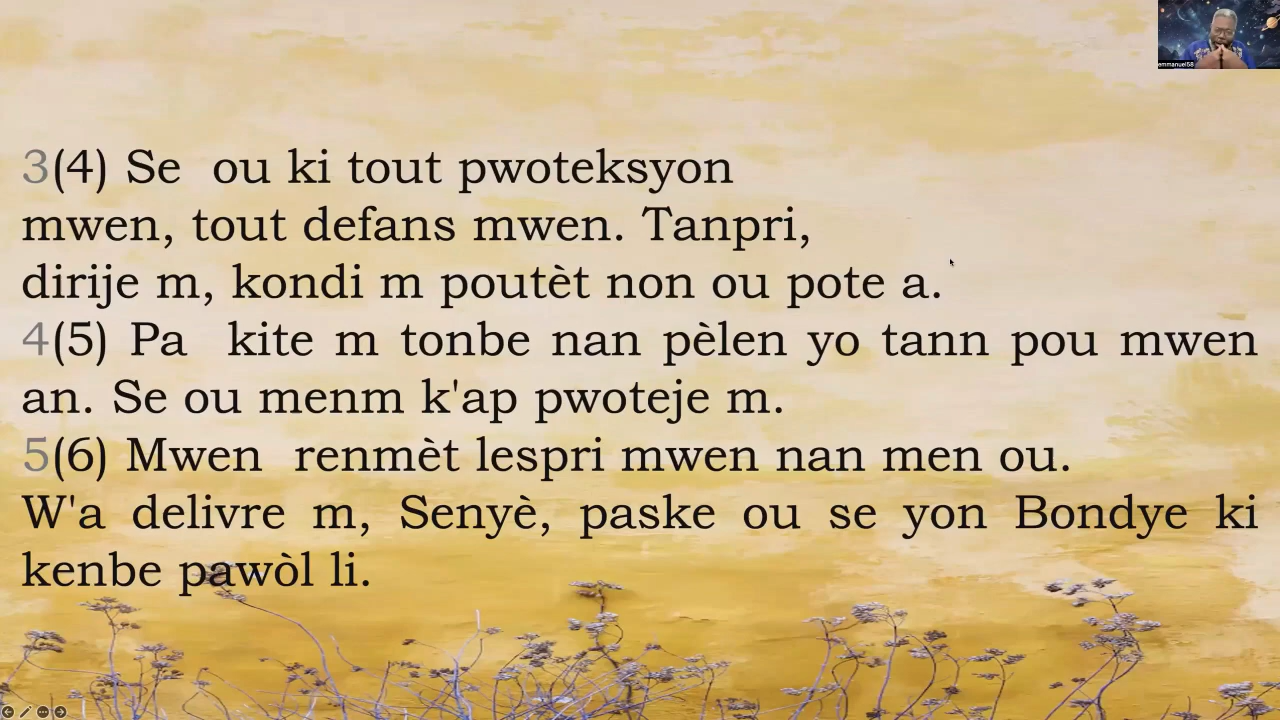 emmanuel58
3(4) Se ou ki tout pwoteksyon
mwen, tout defans mwen. Tanpri,
dirije m, kondi m poutèt non ou pote a.
4(5) Pa kite m tonbe nan pèlen yo tann pou mwen
an. Se ou menm k'ap pwoteje m.
5(6) Mwen renmèt lespri mwen nan men ou.
W'a delivre m, Senyè, paske ou se yon Bondye ki
kenbe pawòl li.